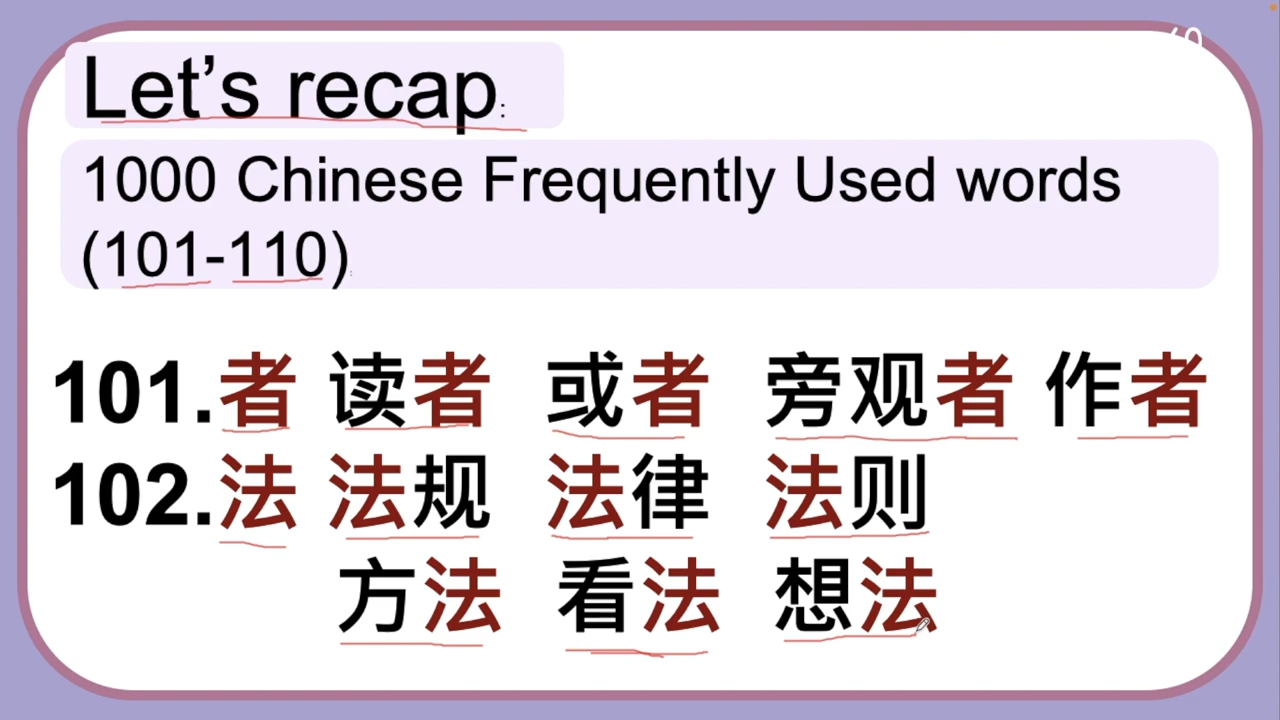 Let's recap:
1000 Chinese Frequently Used words
(101-110):
101.者 读者 或者 旁观者 作者
102.法 法规 法律 法则
方法 看法 想法